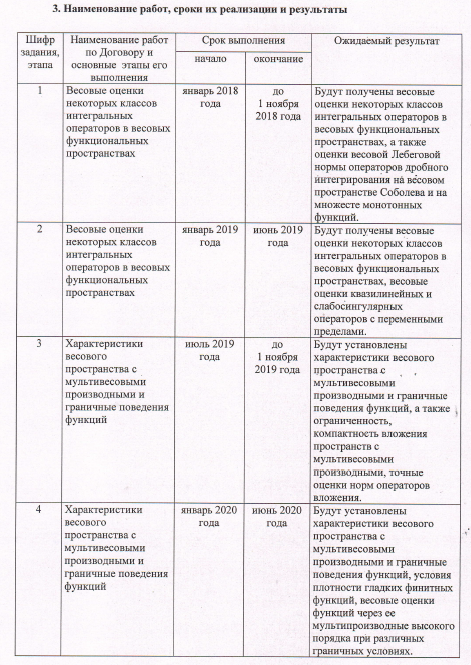 3. Наименование работ, сроки их реализации и результаты
Шифр задания, этапа
Наименование работ по Договору и основные этапы его выполнения
Срок выполнения
Ожидаемый результат
начало
окончание
1
Весовые оценки
некоторых классов
интегральных
операторов в весовых
функциональных
пространствах
январь 2018
года
до
1 ноября
2018 года
Будут получены весовые
оценки некоторых классов
интегральных операторов в
весовых функциональных
пространствах, а также
оценки весовой Лебеговой
нормы операторов дробного
интегрирования на весовом
пространстве Соболева и на
множесте монотонных
функций.
2
Весовые оценки
некоторых классов
интегральных
операторов в весовых
функциональных
пространствах
январь 2019
года
июнь 2019
года
Будут получены весовые
оценки некоторых классов
интегральных операторов в
весовых функциональных
пространствах, весовые
оценки квазилинейных и
слабосингулярных
операторов с переменными
пределами.
3
Характеристики
весового
пространства с
мультивесовыми
производными и
граничные поведения
функций
июль 2019
года
до
1 ноября
2019 года
Будут установлены
характеристики весового
пространства с
мультивесовыми
производными и граничные
поведения функций, а также
ограниченность,
компактность вложения
пространств с
мультивесовыми
производными, точные
оценки норм операторов
вложения.
4
Характеристики
весового
пространства с
мультивесовыми
производными и
граничные поведения
функций
январь 2020
года
июнь 2020
года
Будут установлены
характеристики весового
пространства с
мультивесовыми
производными и граничные
поведения функций, условия
плотности гладких финитных
функций, весовые оценки
функции через ее
мультипроизводные высокого
порядка при различных
граничных условиях.